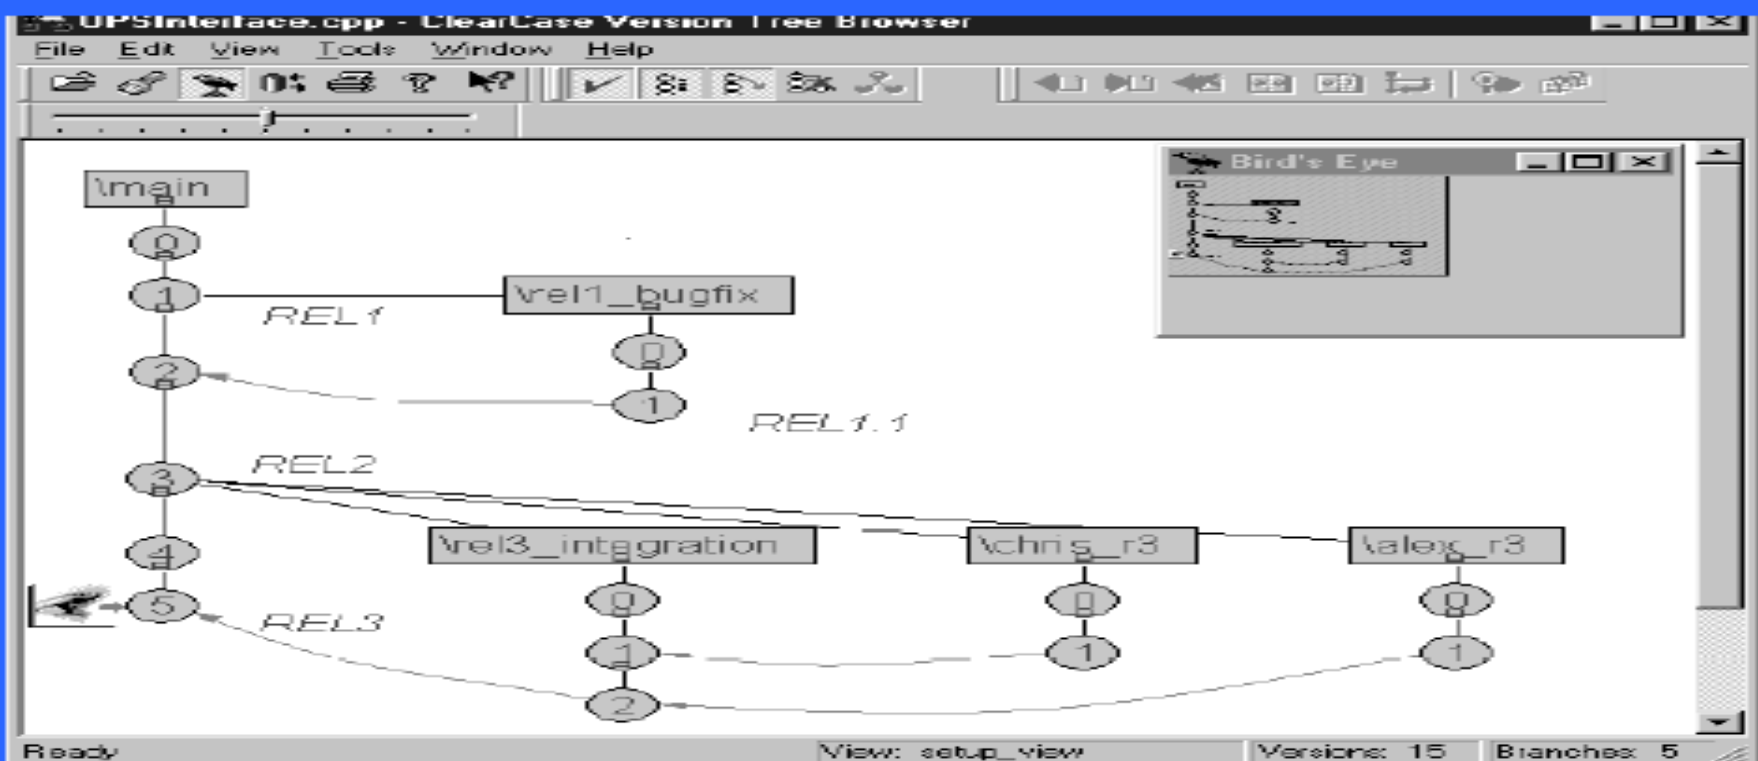 UPSInterface.cpp - ClearCase Version Tree Browser
File Edit View Tools Window Help
Bird's Eye
\main
0
1
\rel1_bugfix
REL1
0
2
1
REL1.1
REL2
3
\rel3_integration \chris_r3 \alex_r3
4
0 0 0
5
REL3
1 1 1
2
Ready View: setup_view Versions: 15 Branches: 5